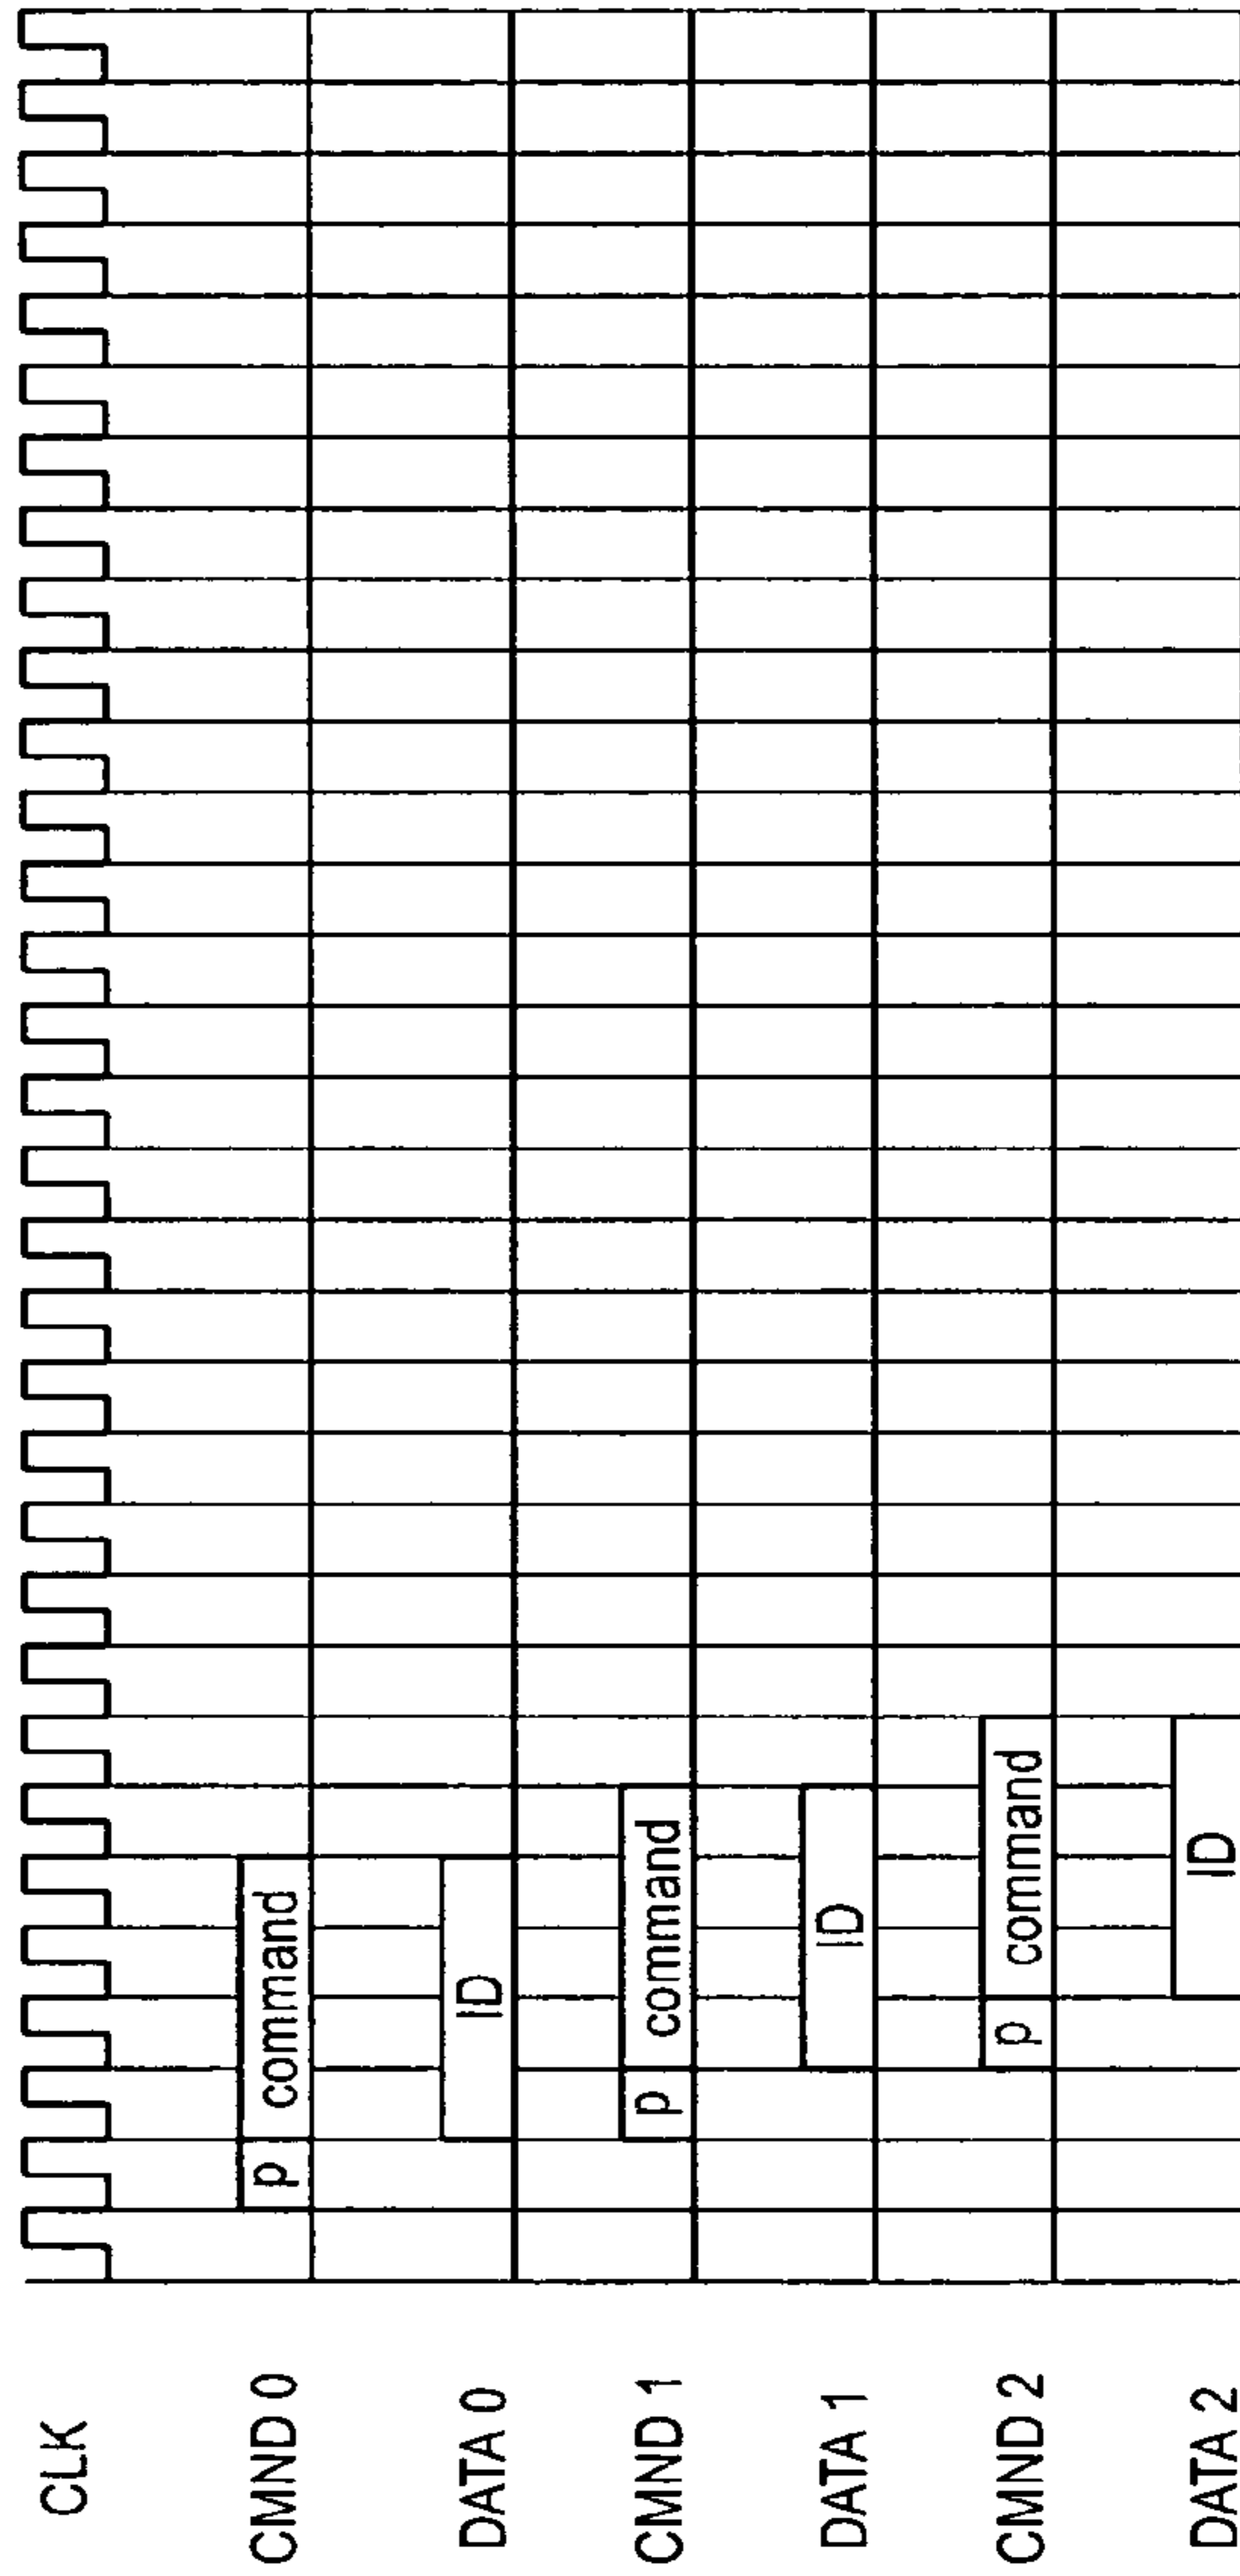 CLK
CMND 0
p
command
DATA 0
ID
CMND 1
p
command
DATA 1
ID
CMND 2
p
command
DATA 2
ID